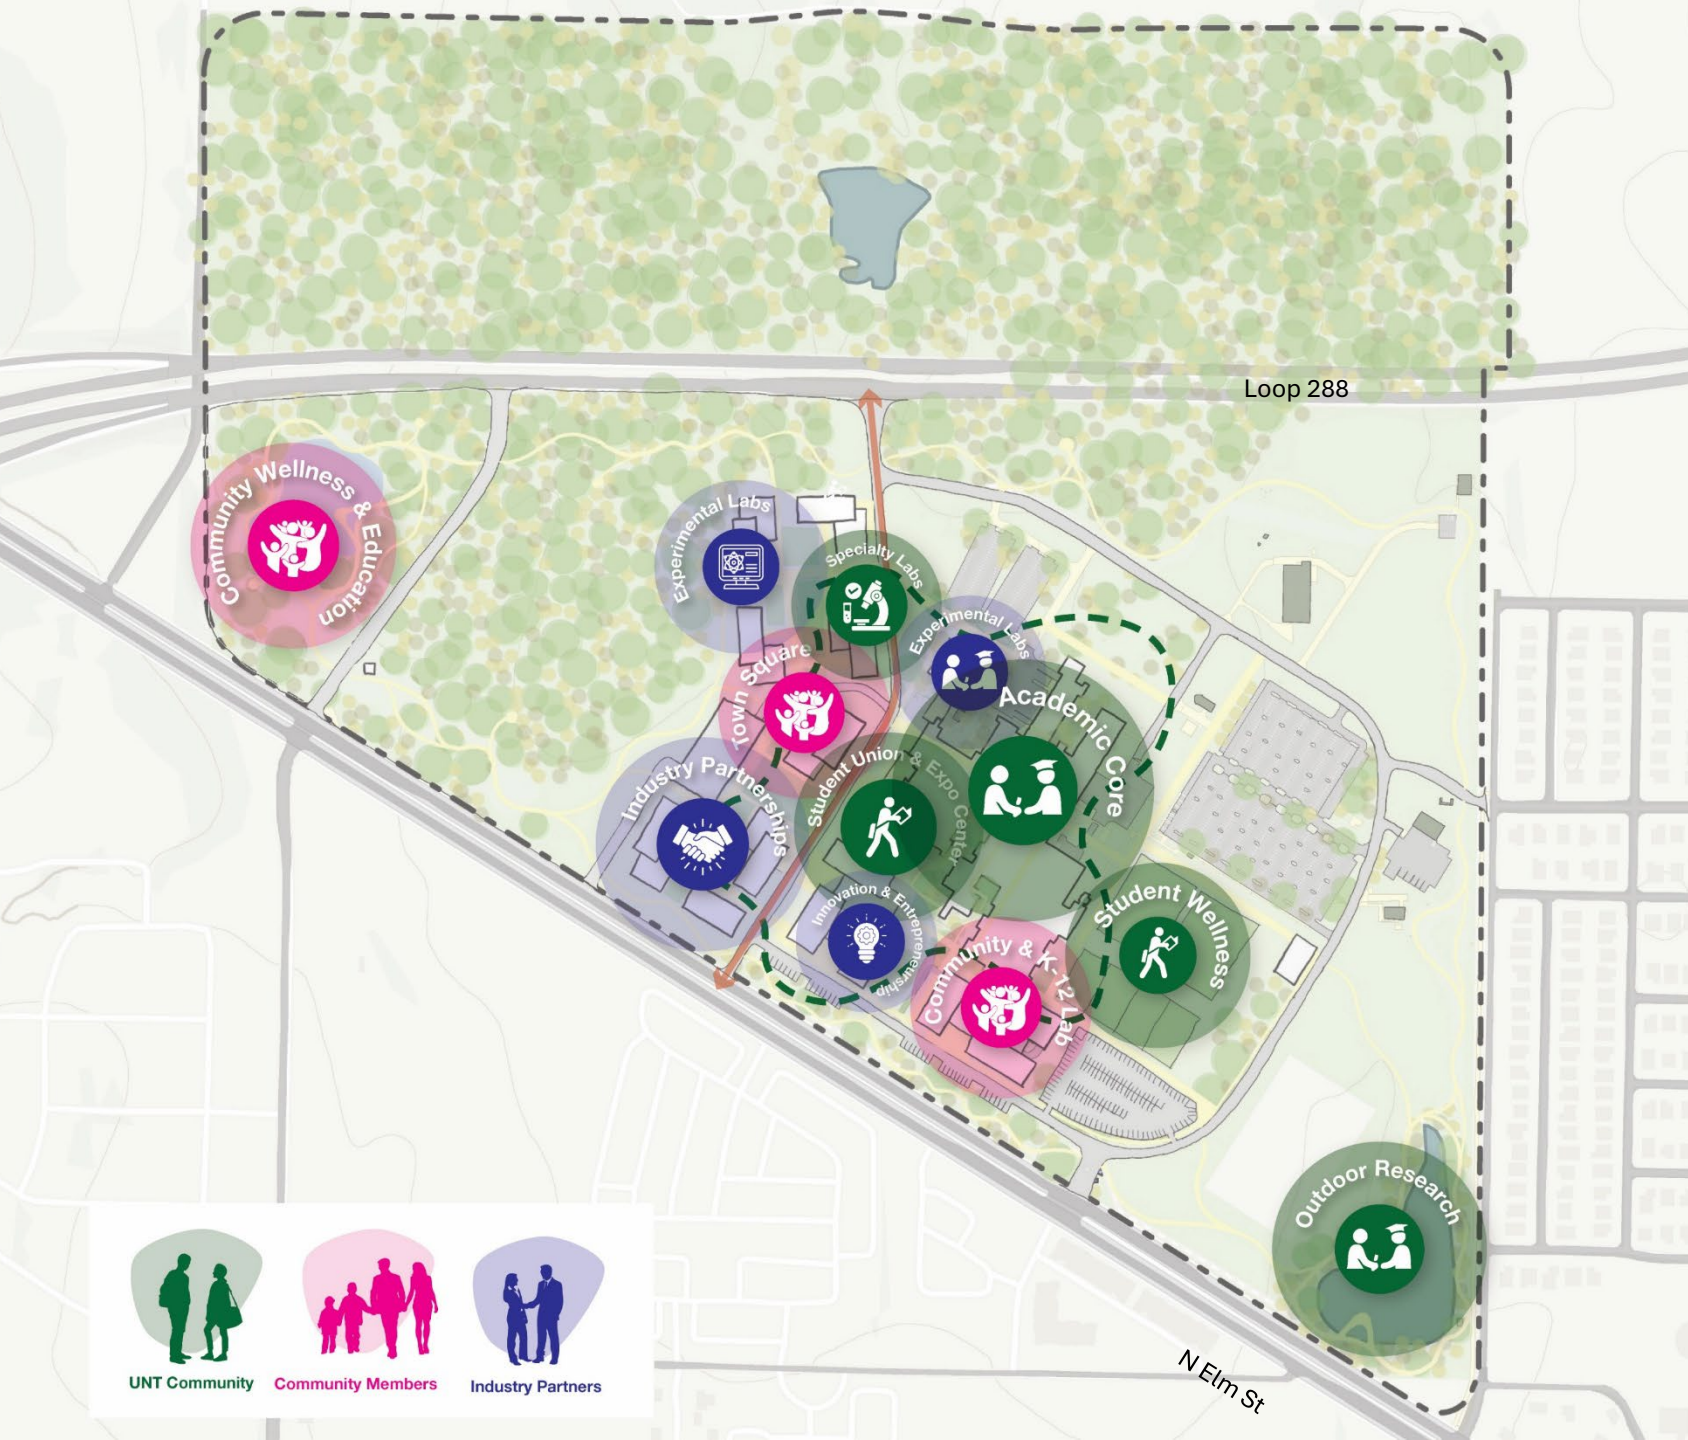 Loop 288
Community Wellness & Education
Experimental Labs
Specialty Labs
Experimental Labs
Town Square
Academic Core
Industry Partnerships
Student Union & Expo Center
Innovation & Entrepreneurship
Student Wellness
Community & K-12 Lab
Outdoor Research
N Elm St
UNT Community
Community Members
Industry Partners